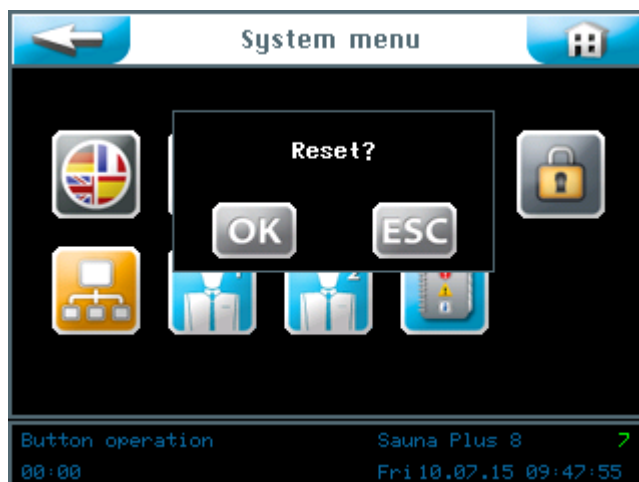 System menu
Reset?
OK
ESC
2
Button operation
Sauna Plus 8
7
00:00
Fri 10.07.15 09:47:55